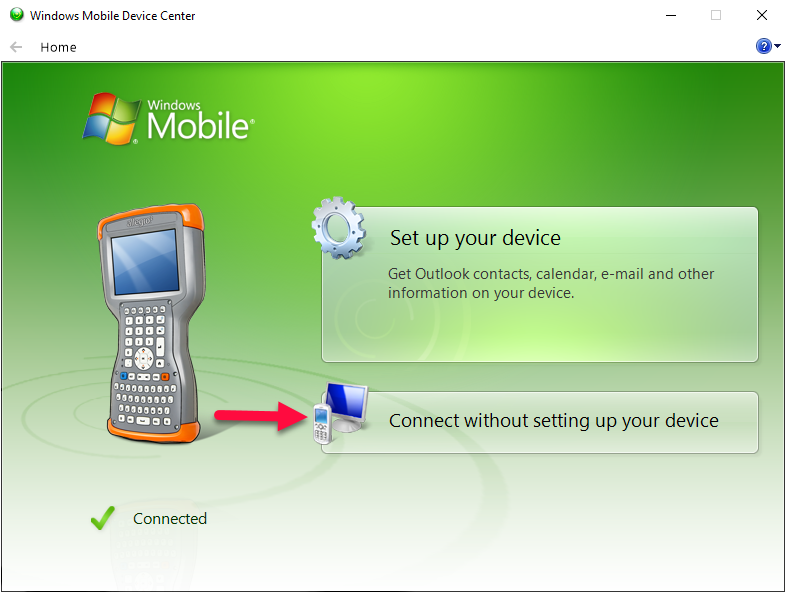 Windows Mobile Device Center
Home
?
Windows
Mobile®
Set up your device
Get Outlook contacts, calendar, e-mail and other
information on your device.
Connect without setting up your device
Connected